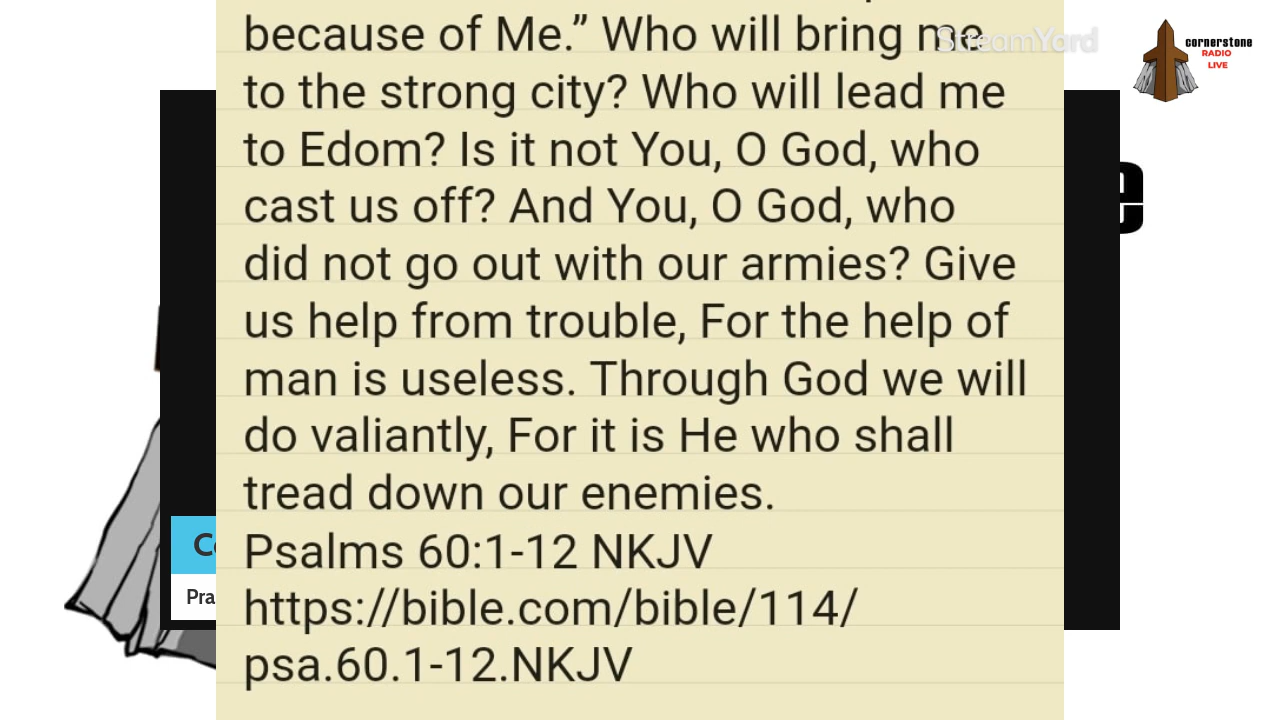 because of Me.” Who will bring me
to the strong city? Who will lead me
to Edom? Is it not You, O God, who
cast us off? And You, O God, who
did not go out with our armies? Give
us help from trouble, For the help of
man is useless. Through God we will
do valiantly, For it is He who shall
tread down our enemies.
Psalms 60:1-12 NKJV
https://bible.com/bible/114/
psa.60.1-12.NKJV
StreamYard
cornerstone
RADIO
LIVE